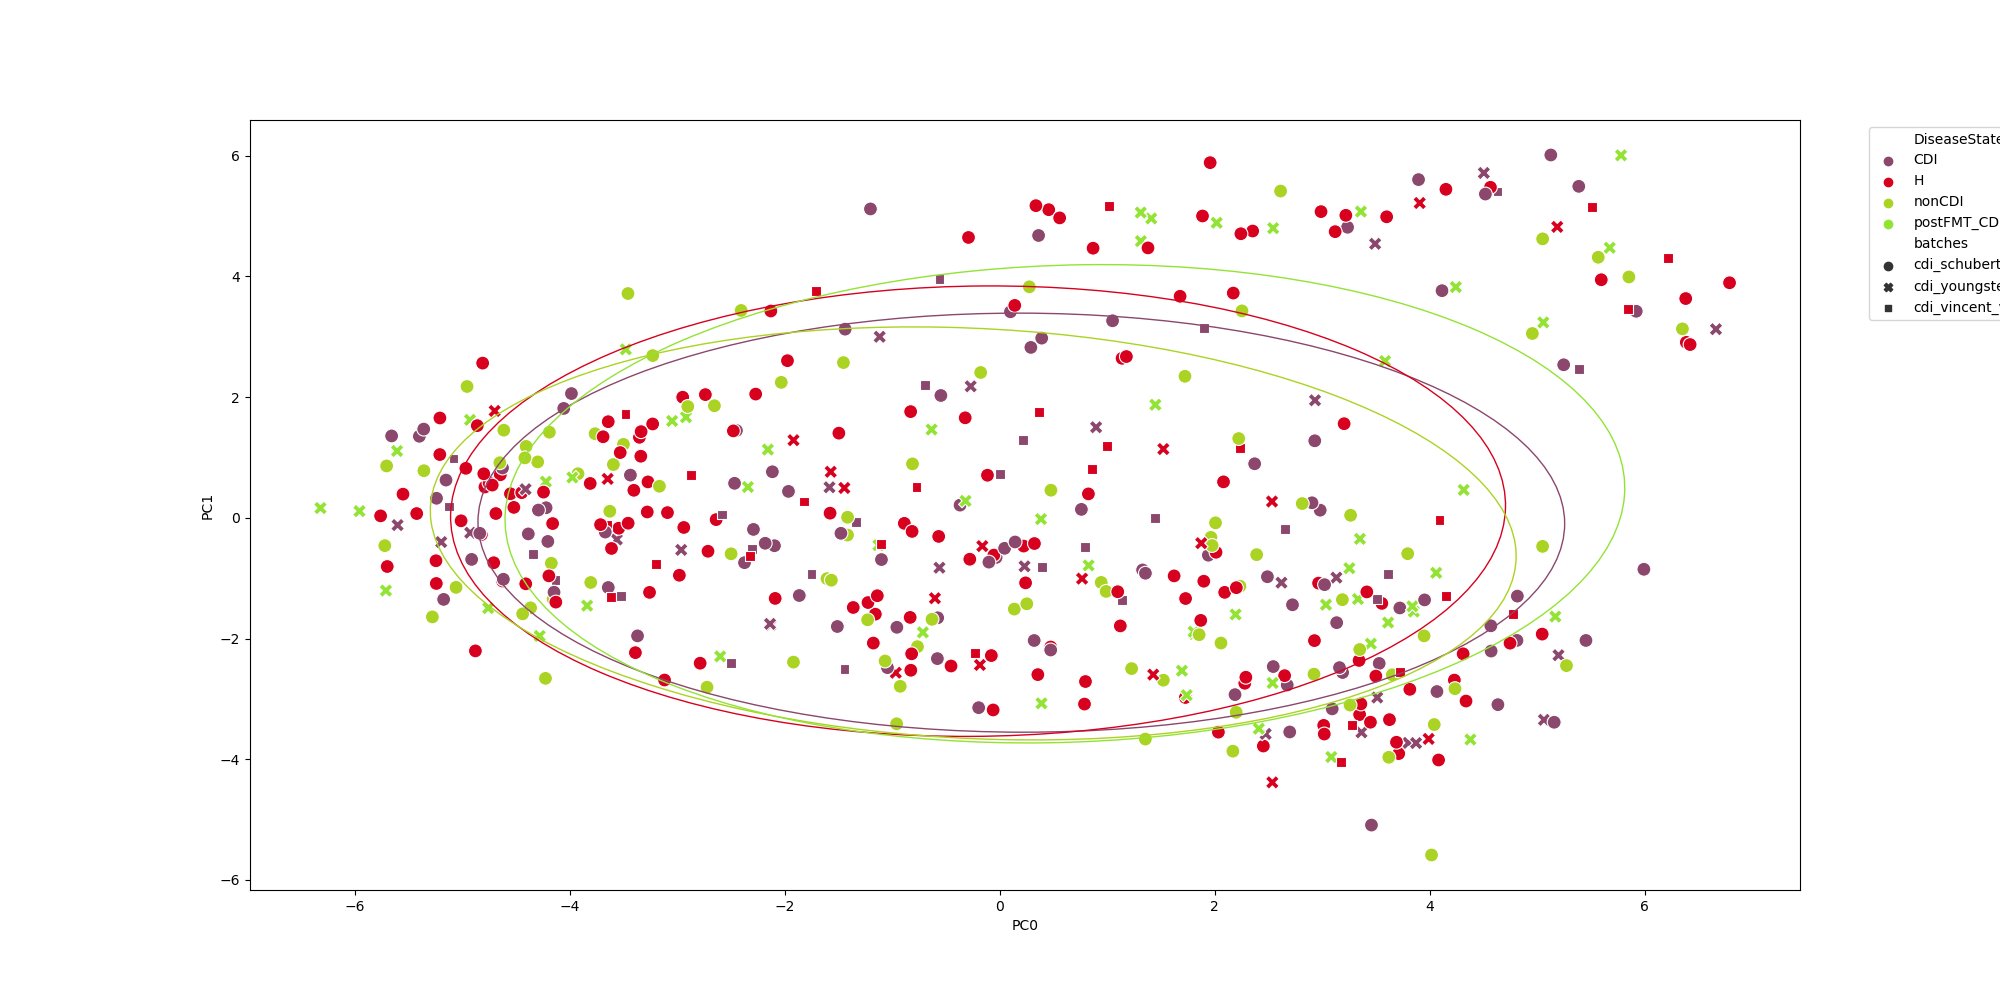 DiseaseState
CDI
H
nonCDI
postFMT_CD
batches
cdi_schubert
cdi_youngste
cdi_vincent_
6
4
2
0
−2
−4
−6
PC1
−6
−4
−2
0
2
4
6
PC0